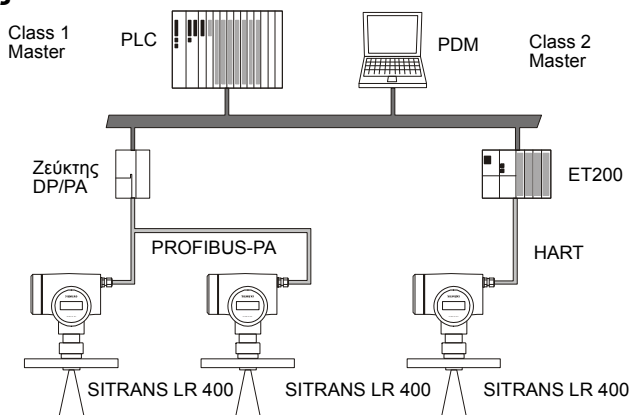 Class 1
Master
PLC
PDM
Class 2
Master
Ζεύκτης
DP/PA
ET200
PROFIBUS-PA
HART
SITRANS LR 400
SITRANS LR 400
SITRANS LR 400